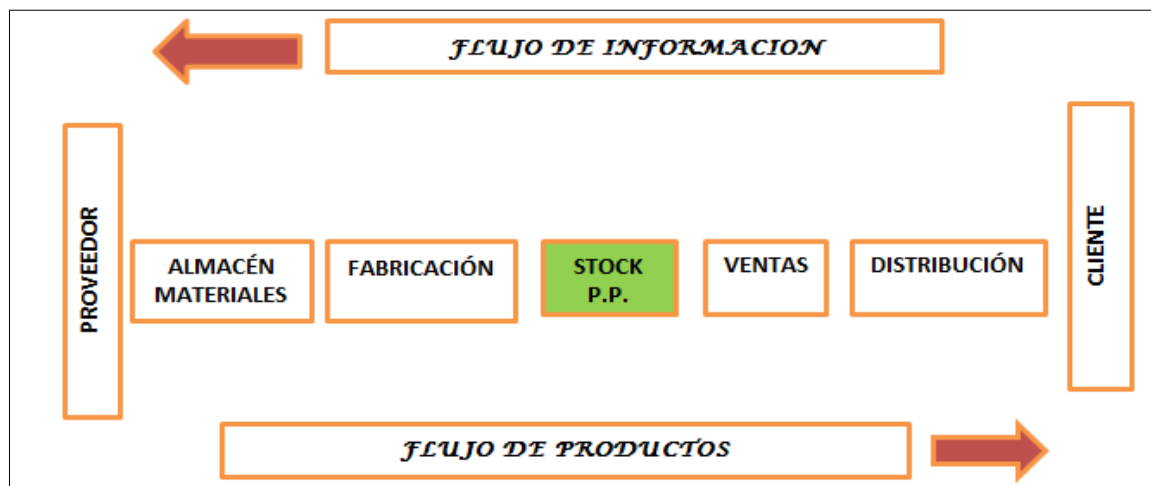 FLUJO DE INFORMACION
PROVEEDOR
ALMACÉN
MATERIALES
FABRICACIÓN
STOCK
P.P.
VENTAS
DISTRIBUCIÓN
CLIENTE
FLUJO DE PRODUCTOS